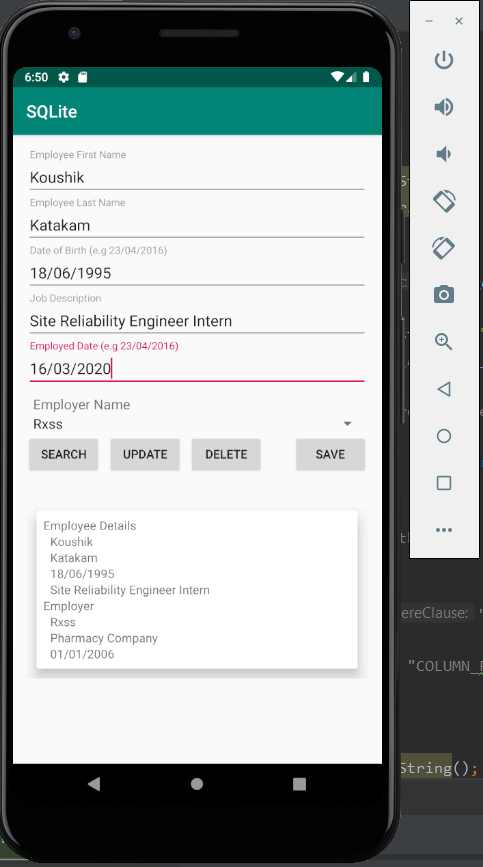 6:50
SQLite
Employee First Name
Koushik
Employee Last Name
Katakam
Date of Birth (e.g 23/04/2016)
18/06/1995
Job Description
Site Reliability Engineer Intern
Employed Date (e.g 23/04/2016)
16/03/2020
Employer Name
Rxss
SEARCH UPDATE DELETE SAVE
Employee Details
Koushik
Katakam
18/06/1995
Site Reliability Engineer Intern
Employer
Rxss
Pharmacy Company
01/01/2006
ereClause: "
"COLUMN_
String();